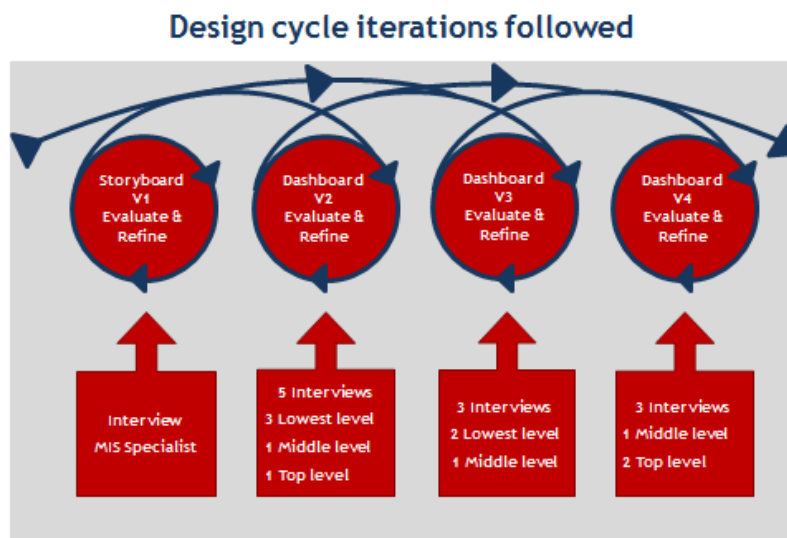 Design cycle iterations followed
Storyboard
V1
Evaluate &
Refine
Dashboard
V2
Evaluate &
Refine
Dashboard
V3
Evaluate &
Refine
Dashboard
V4
Evaluate &
Refine
Interview
MIS Specialist
5 Interviews
3 Lowest level
1 Middle level
1 Top level
3 Interviews
2 Lowest level
1 Middle level
3 Interviews
1 Middle level
2 Top level